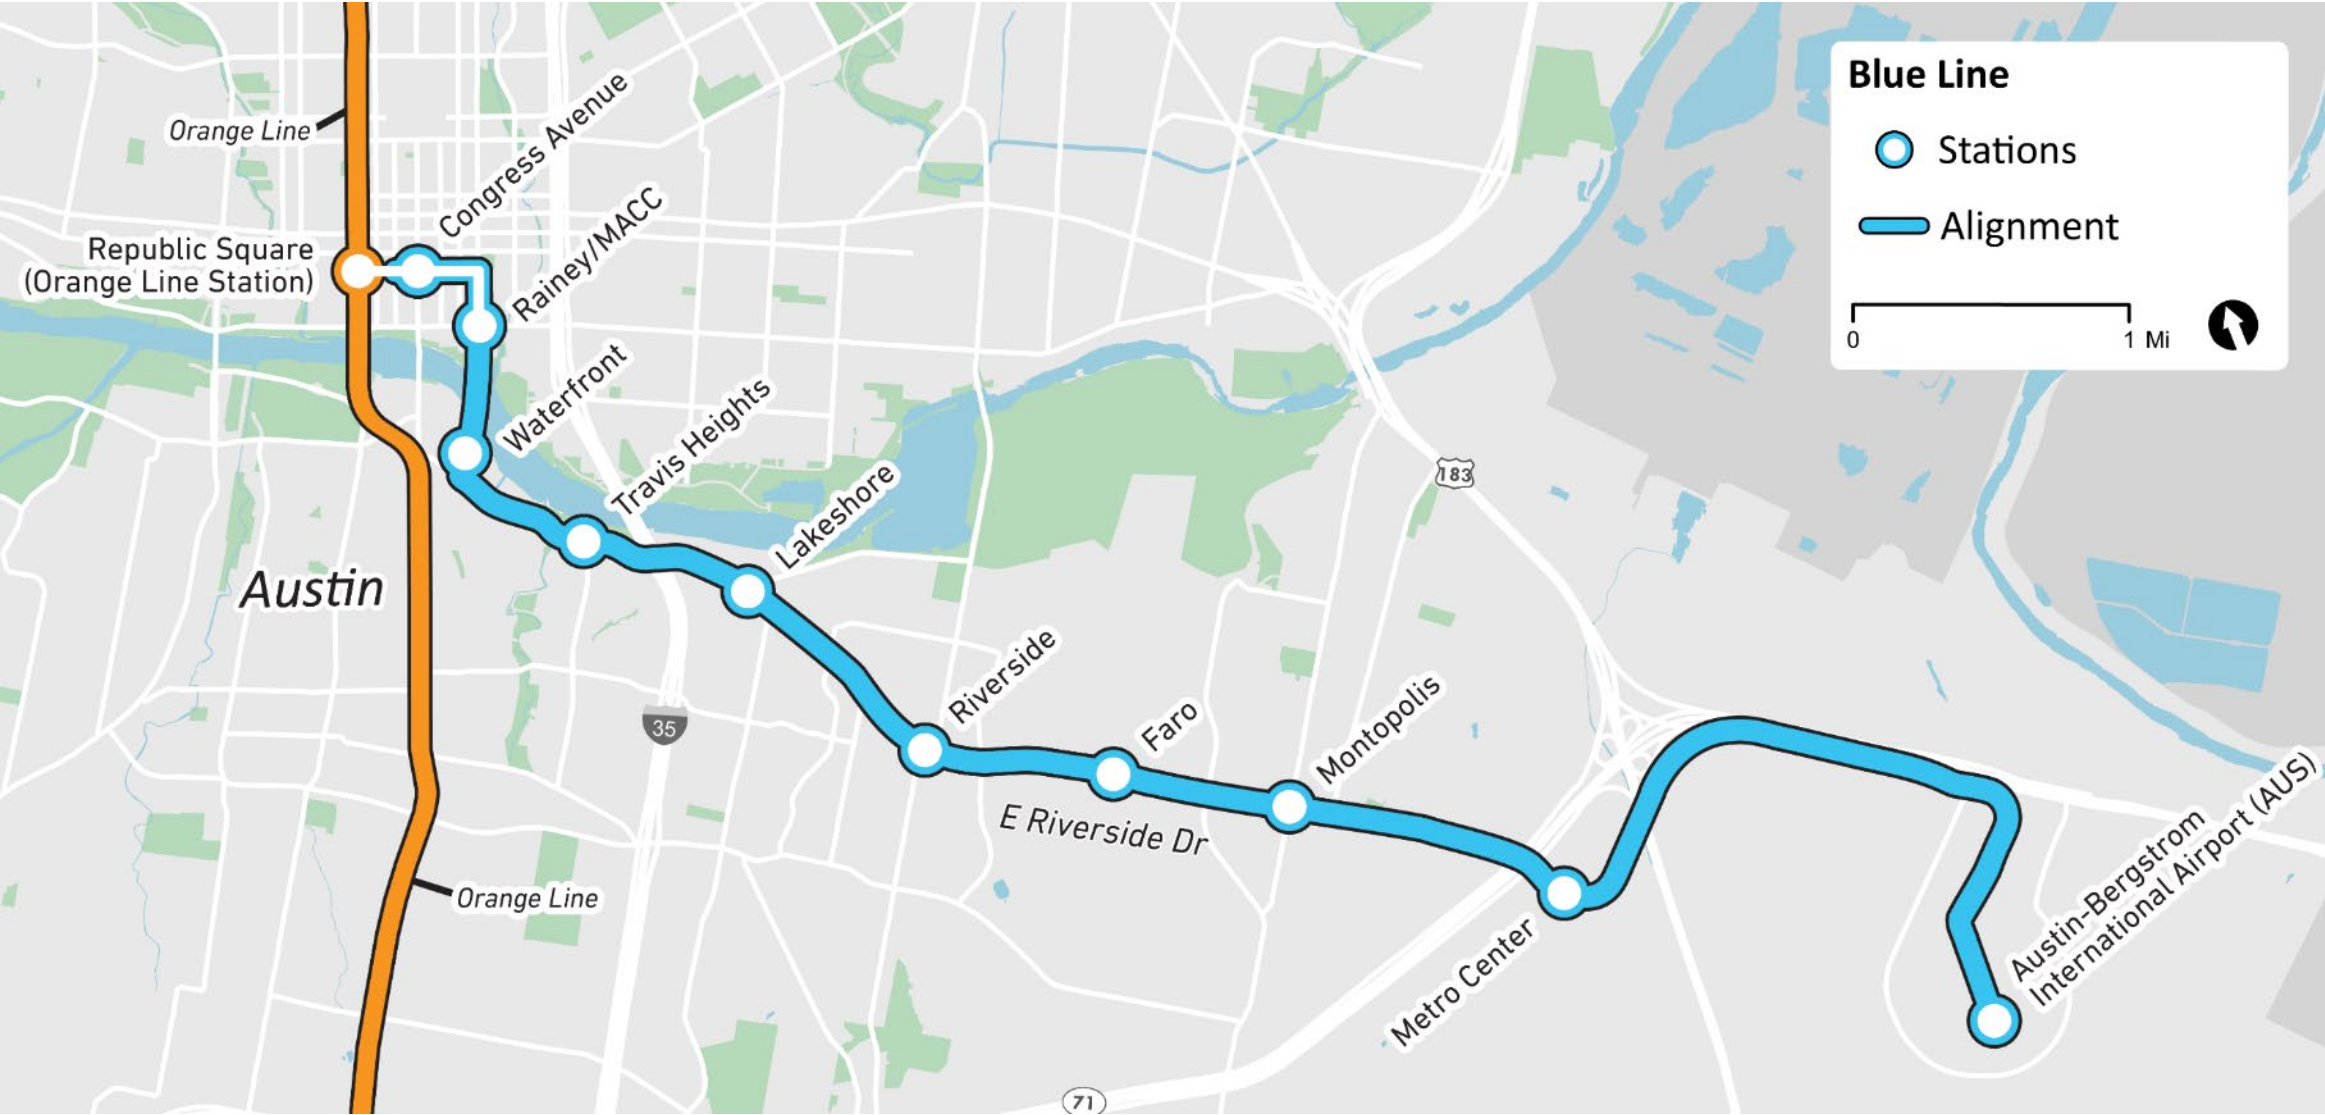 Blue Line
Stations
Alignment
0
1 Mi
Orange Line
Congress Avenue
Republic Square
(Orange Line Station)
Rainey/MACC
Waterfront
Travis Heights
Lakeshore
183
Austin
Riverside
35
Faro
Montopolis
E Riverside Dr
Orange Line
Metro Center
Austin-Bergstrom
International Airport (AUS)
71